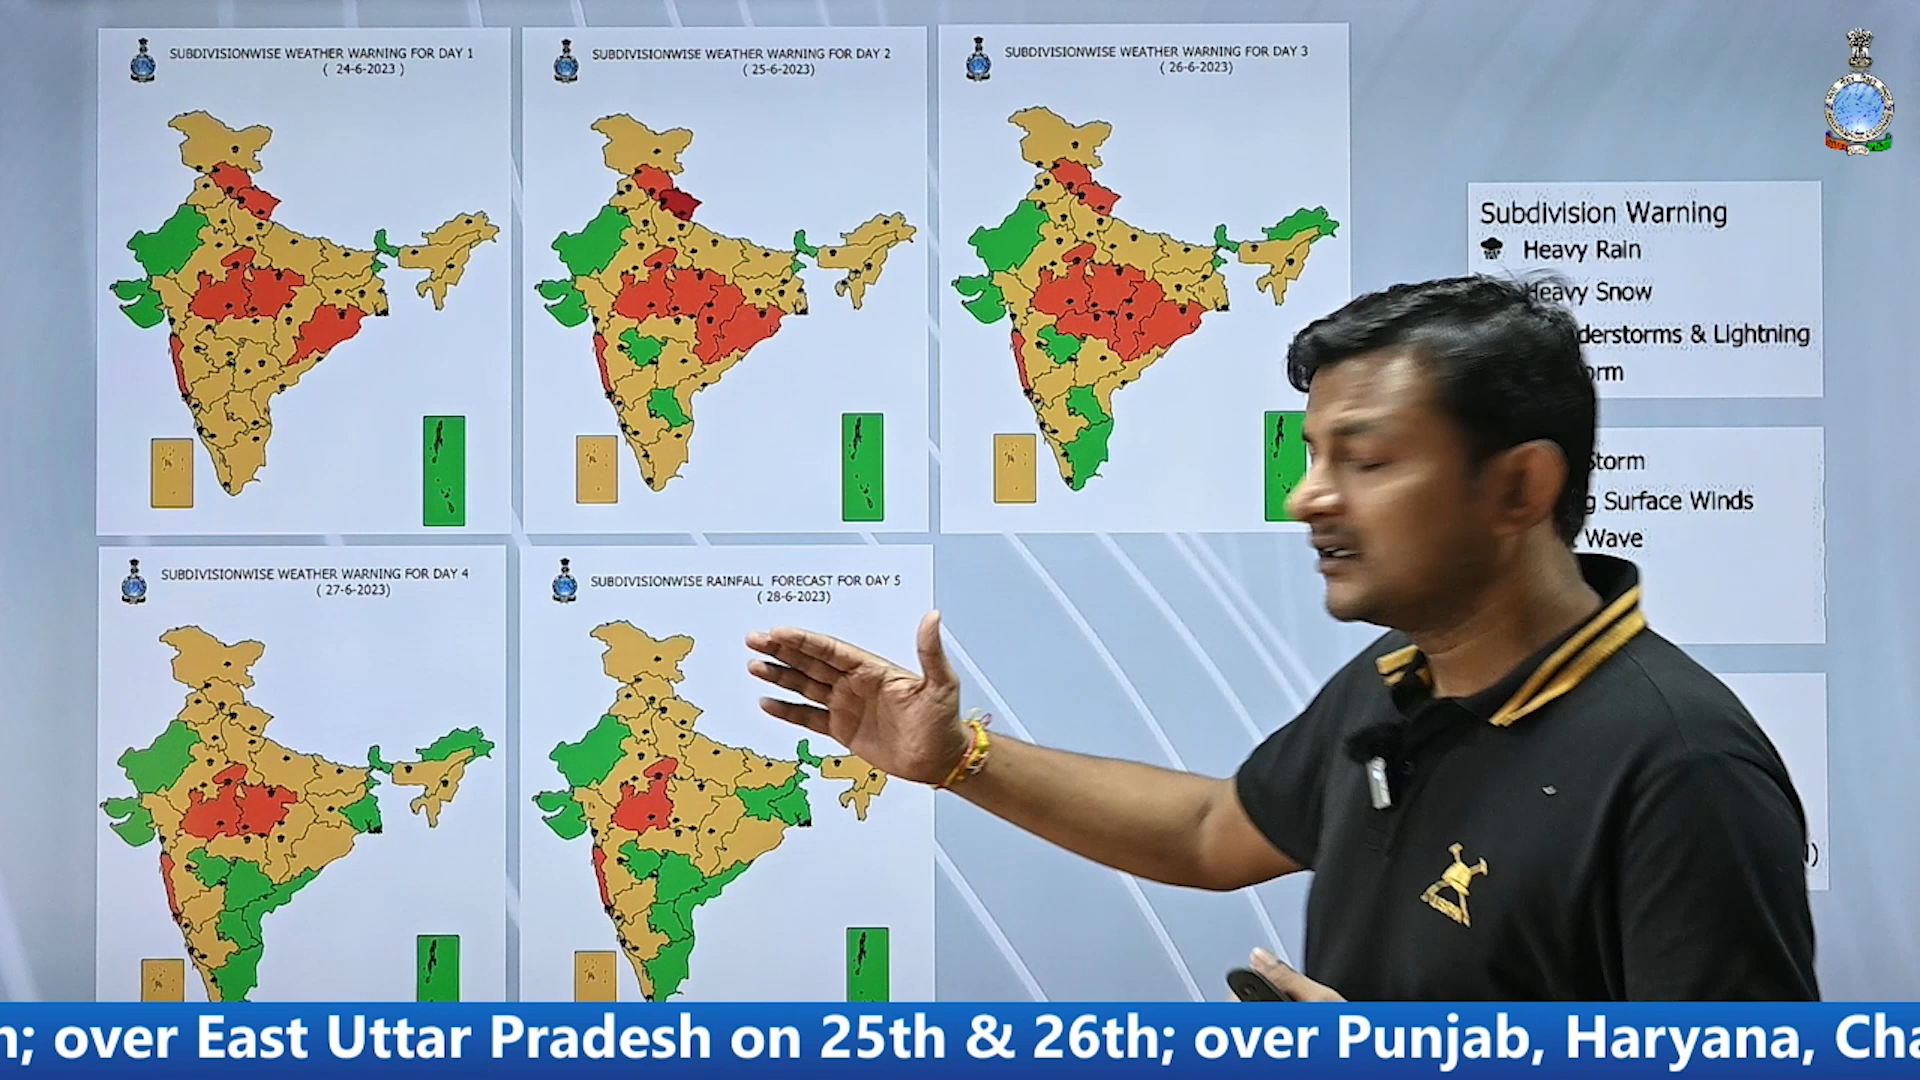 SUBDIVISIONWISE WEATHER WARNING FOR DAY 1
( 24-6-2023 )
SUBDIVISIONWISE WEATHER WARNING FOR DAY 2
( 25-6-2023)
SUBDIVISIONWISE WEATHER WARNING FOR DAY 3
( 26-6-2023)
Subdivision Warning
Heavy Rain
Heavy Snow
derstorms & Lightning
orm
Storm
g Surface Winds
Wave
SUBDIVISIONWISE WEATHER WARNING FOR DAY 4
( 27-6-2023)
SUBDIVISIONWISE RAINFALL FORECAST FOR DAY 5
( 28-6-2023)
n; over East Uttar Pradesh on 25th & 26th; over Punjab, Haryana, Cha